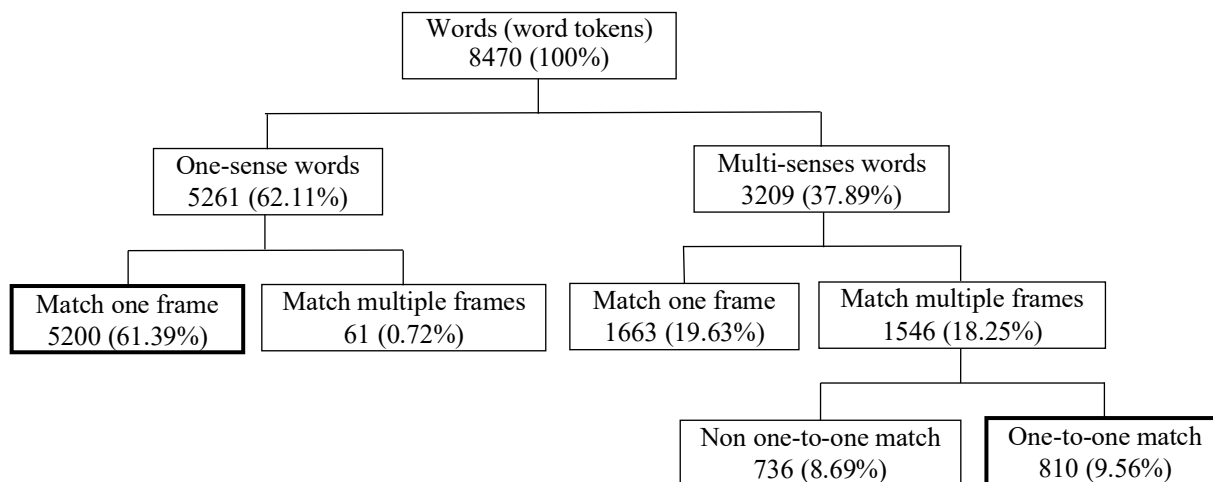 Words (word tokens)
8470 (100%)
One-sense words
5261 (62.11%)
Multi-senses words
3209 (37.89%)
Match one frame
5200 (61.39%)
Match multiple frames
61 (0.72%)
Match one frame
1663 (19.63%)
Match multiple frames
1546 (18.25%)
Non one-to-one match
736 (8.69%)
One-to-one match
810 (9.56%)